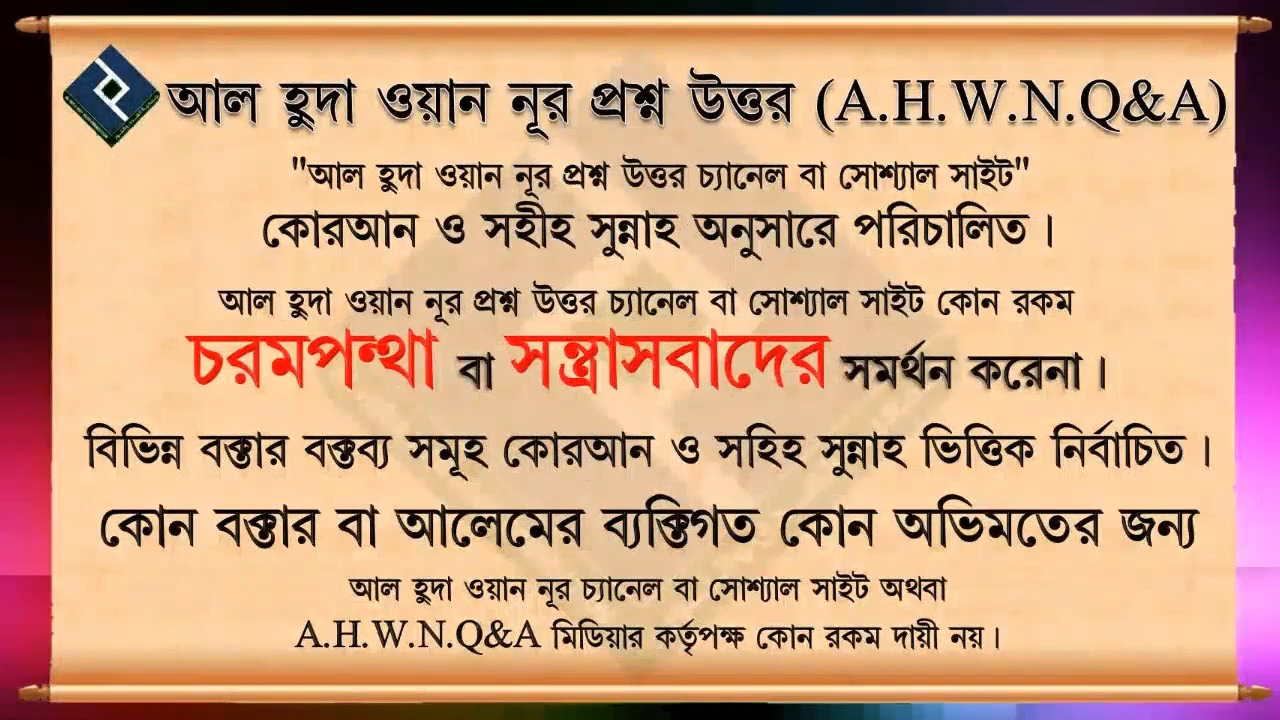 আল হুদা ওয়ান নূর প্রশ্ন উত্তর (A.H.W.N.Q&A)
"আল হুদা ওয়ান নূর প্রশ্ন উত্তর চ্যানেল বা সোশ্যাল সাইট"
কোরআন ও সহীহ সুন্নাহ অনুসারে পরিচালিত ।
আল হুদা ওয়ান নূর প্রশ্ন উত্তর চ্যানেল বা সোশ্যাল সাইট কোন রকম
চরমপন্থা বা সন্ত্রাসবাদের সমর্থন করেনা ।
বিভিন্ন বক্তার বক্তব্য সমূহ কোরআন ও সহিহ সুন্নাহ ভিত্তিক নির্বাচিত ।
কোন বক্তার বা আলেমের ব্যক্তিগত কোন অভিমতের জন্য
আল হুদা ওয়ান নূর চ্যানেল বা সোশ্যাল সাইট অথবা
A.H.W.N.Q&A মিডিয়ার কর্তৃপক্ষ কোন রকম দায়ী নয় ।